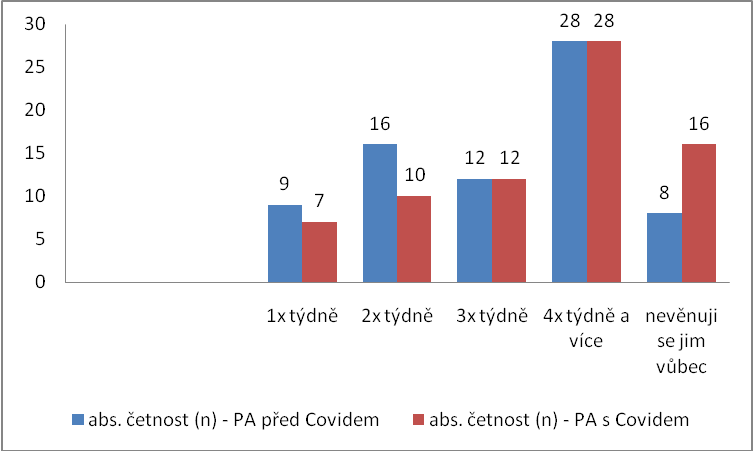 30
25
20
15
10
5
0
9
7
16
10
12
12
28
28
8
16
1x týdně
2x týdně
3x týdně
4x týdně a
více
nevěnuji
se jim
vůbec
abs. četnost (n) - PA před Covidem
abs. četnost (n) - PA s Covidem